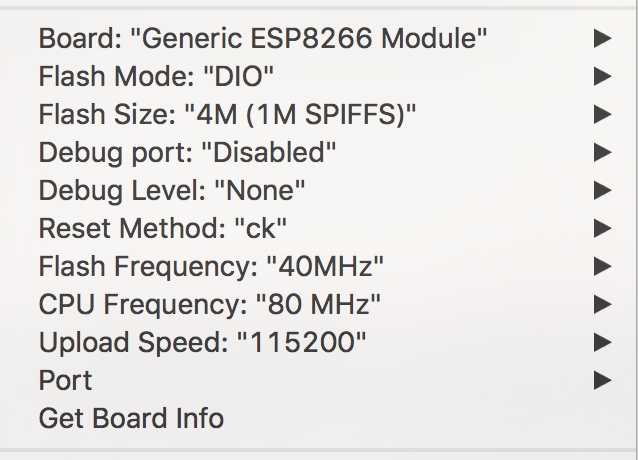 Board: "Generic ESP8266 Module"
Flash Mode: "DIO"
Flash Size: "4M (1M SPIFFS)"
Debug port: "Disabled"
Debug Level: "None"
Reset Method: "ck"
Flash Frequency: "40MHz"
CPU Frequency: "80 MHz"
Upload Speed: "115200"
Port
Get Board Info